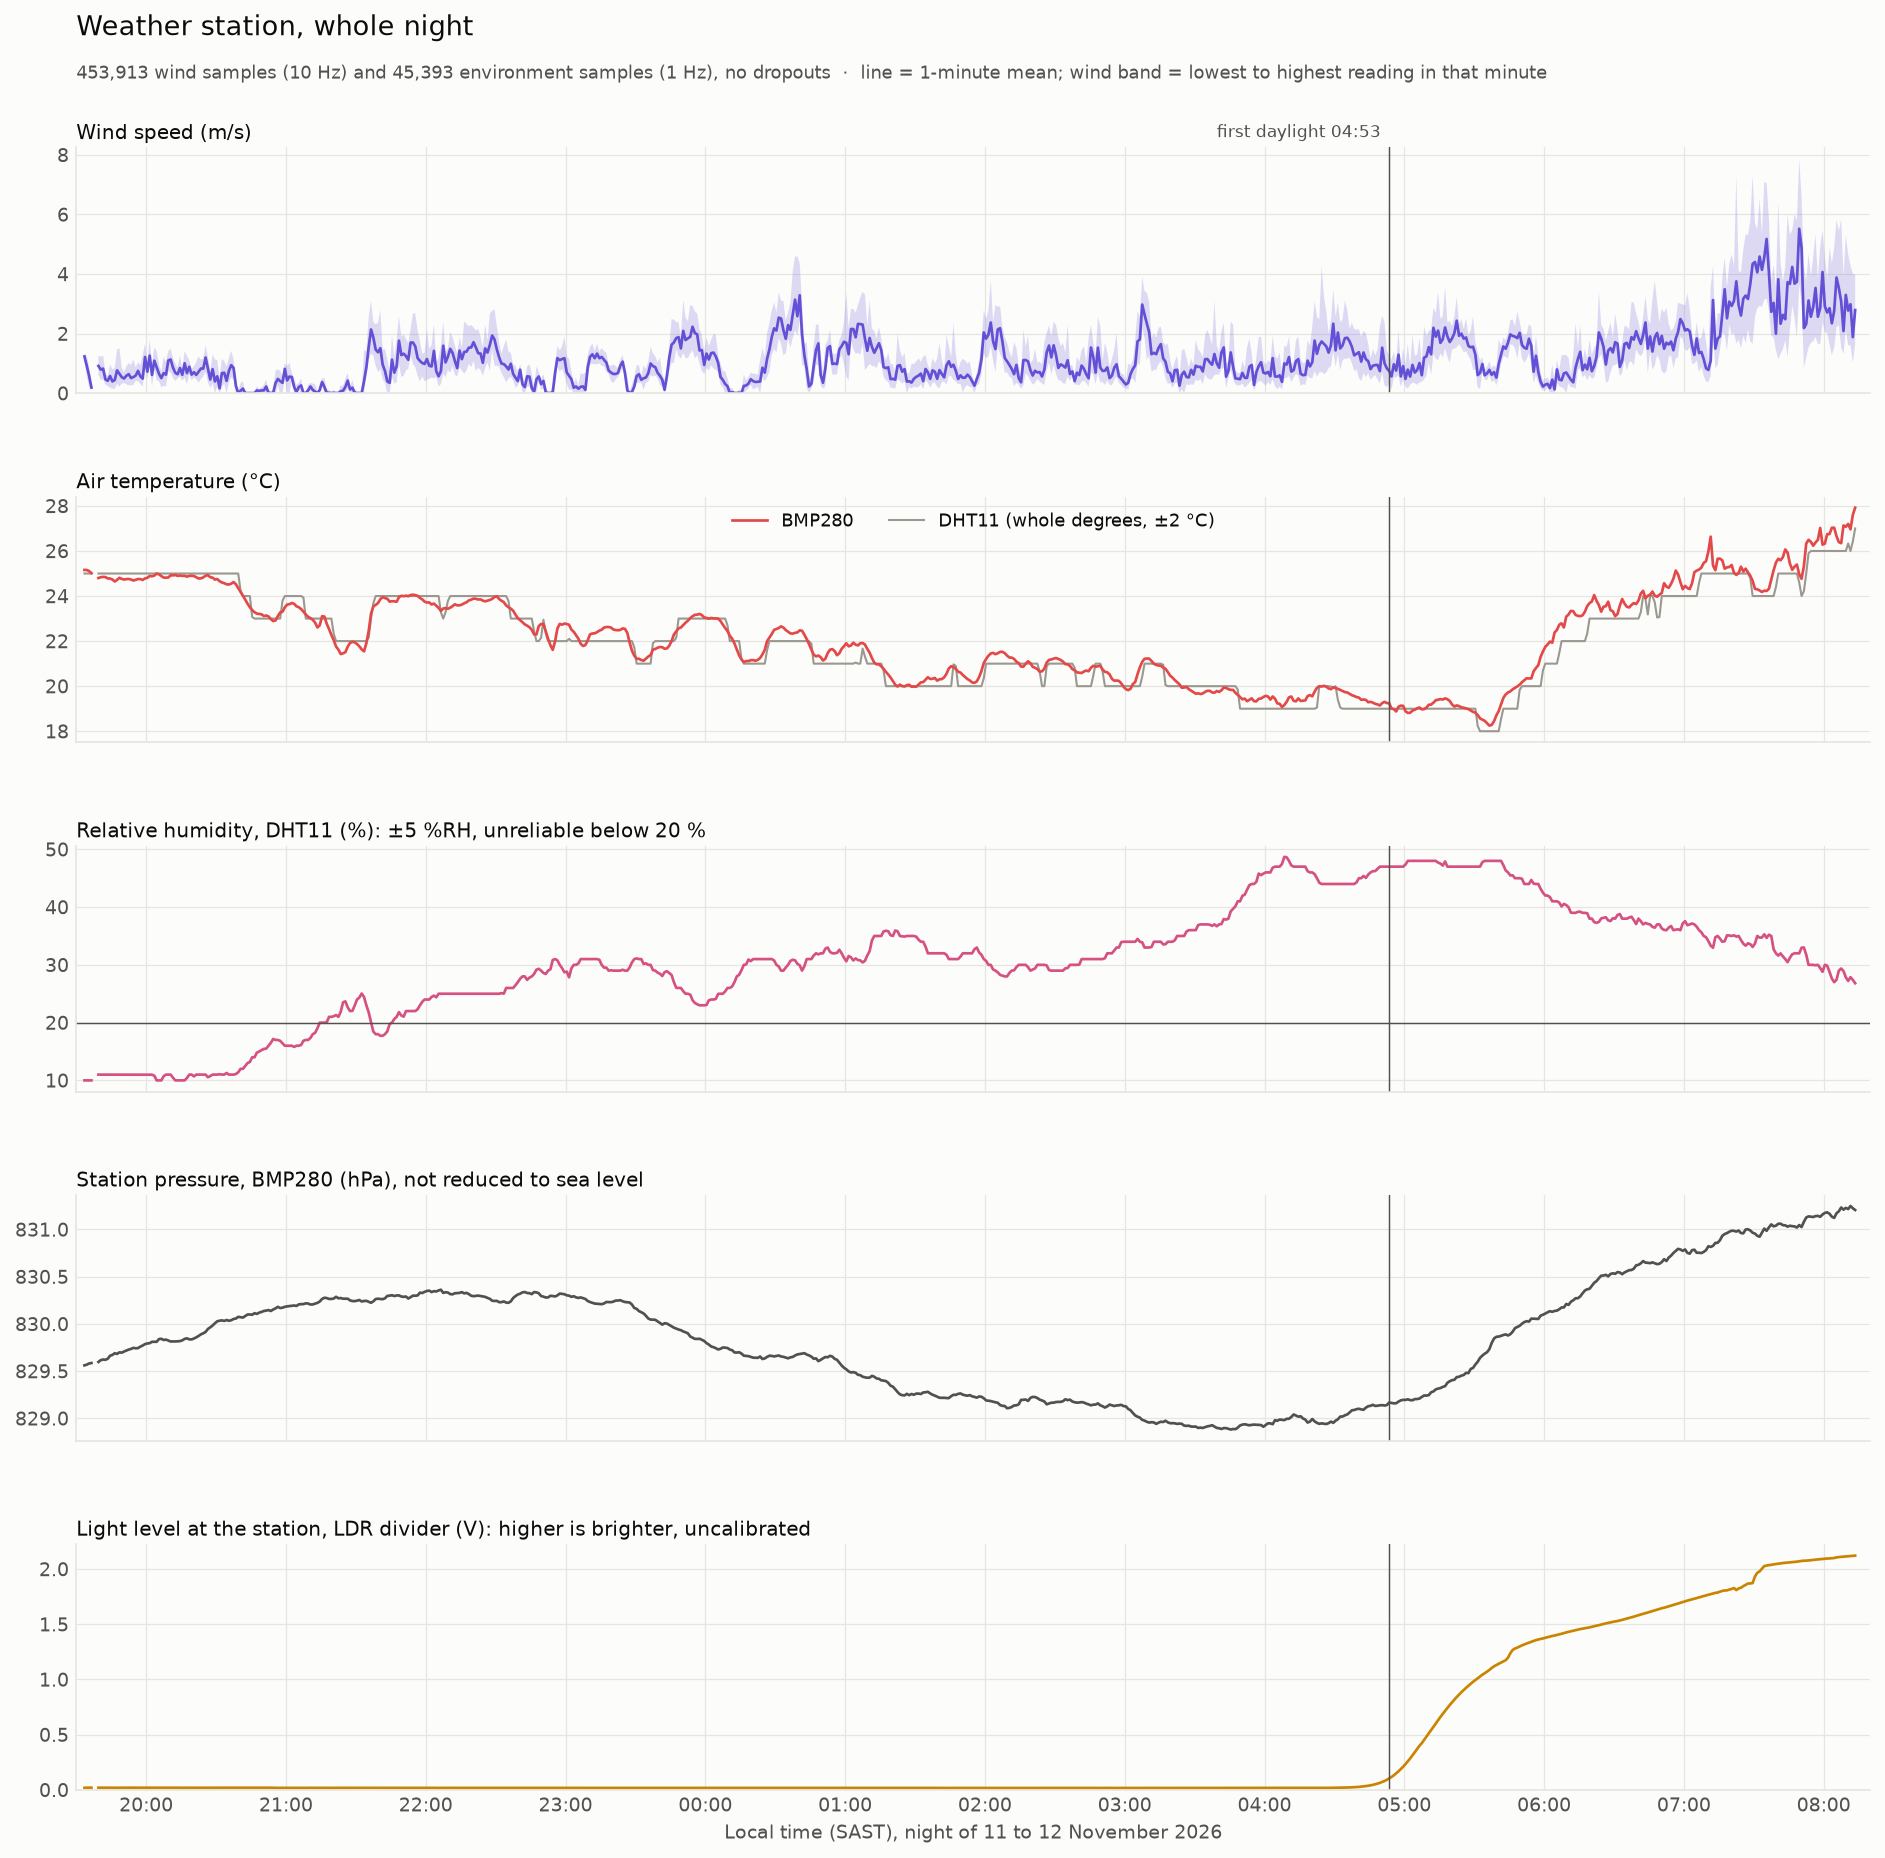 Weather station, whole night
453,913 wind samples (10 Hz) and 45,393 environment samples (1 Hz), no dropouts  ·  line = 1-minute mean; wind band = lowest to highest reading in that minute
Wind speed (m/s)
first daylight 04:53
8
6
4
2
0
Air temperature (°C)
BMP280
DHT11 (whole degrees, ±2 °C)
28
26
24
22
20
18
Relative humidity, DHT11 (%): ±5 %RH, unreliable below 20 %
50
40
30
20
10
Station pressure, BMP280 (hPa), not reduced to sea level
831.0
830.5
830.0
829.5
829.0
Light level at the station, LDR divider (V): higher is brighter, uncalibrated
2.0
1.5
1.0
0.5
0.0
20:00 21:00 22:00 23:00 00:00 01:00 02:00 03:00 04:00 05:00 06:00 07:00 08:00
Local time (SAST), night of 11 to 12 November 2026